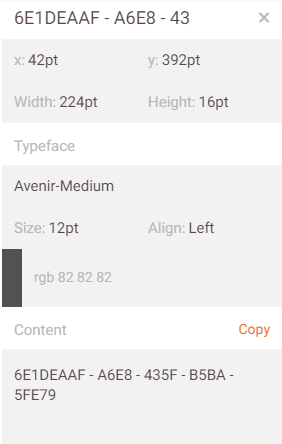 6E1DEAAF - A6E8 - 43
x: 42pt y: 392pt
Width: 224pt Height: 16pt
Typeface
Avenir-Medium
Size: 12pt Align: Left
rgb 82 82 82
Content Copy
6E1DEAAF - A6E8 - 435F - B5BA -
5FE79